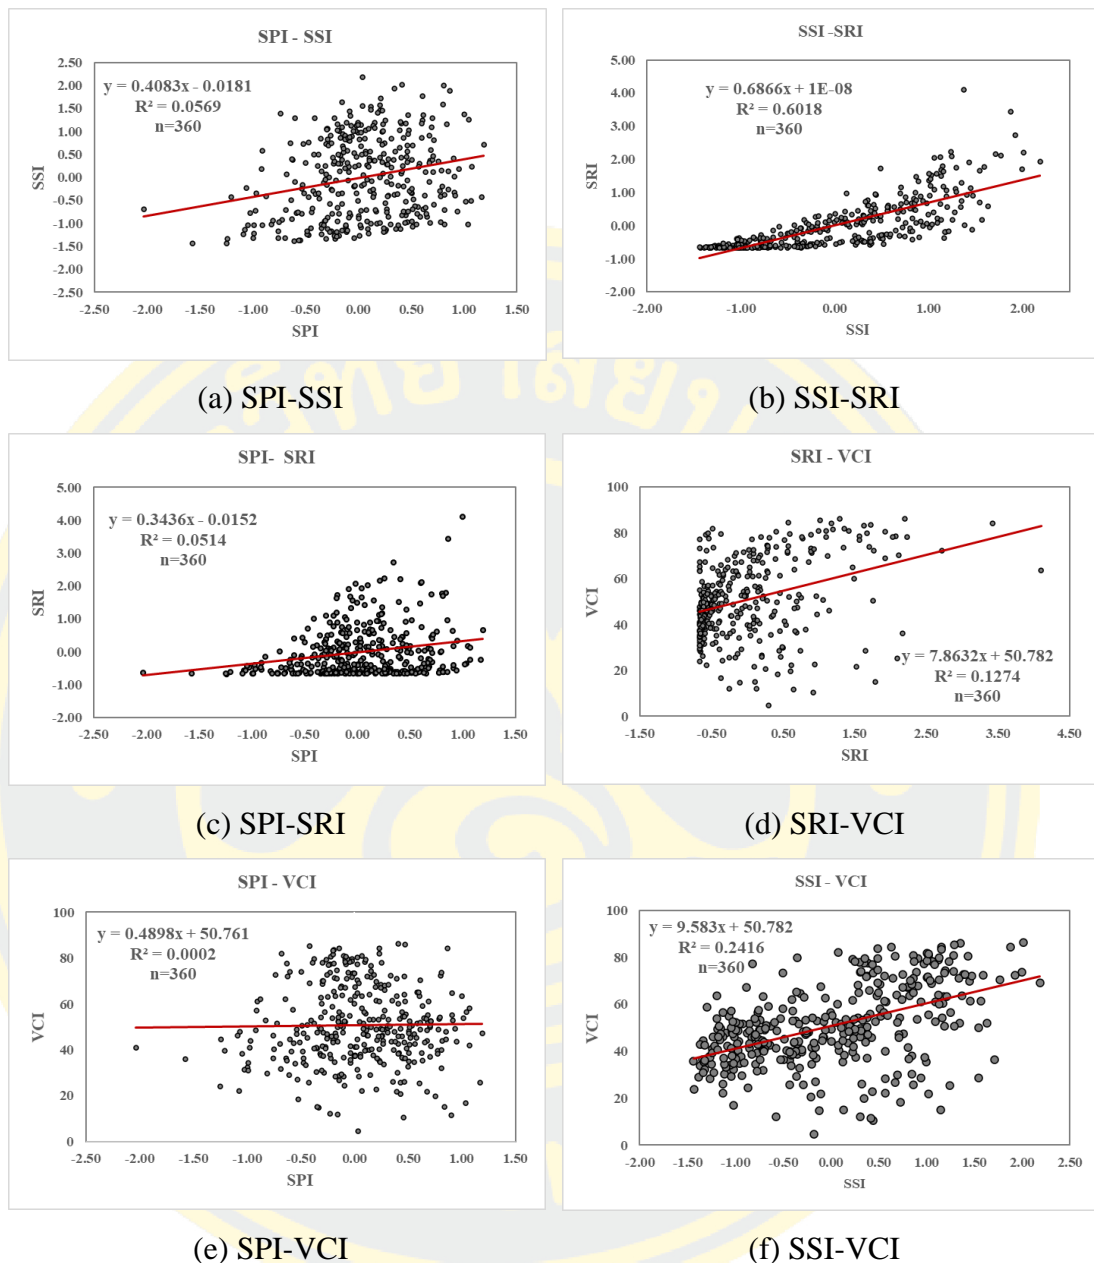 SPI - SSI
y = 0.4083x - 0.0181
R² = 0.0569
n=360
2.50
2.00
1.50
1.00
0.50
0.00
-0.50
-1.00
-1.50
-2.00
-2.50
SSI
-2.50 -2.00 -1.50 -1.00 -0.50 0.00 0.50 1.00 1.50
SPI
(a) SPI-SSI
SSI -SRI
y = 0.6866x + 1E-08
R² = 0.6018
n=360
5.00
4.00
3.00
2.00
1.00
0.00
-1.00
-2.00
SRI
-2.00 -1.00 0.00 1.00 2.00
SSI
(b) SSI-SRI
SPI- SRI
y = 0.3436x - 0.0152
R² = 0.0514
n=360
5.00
4.00
3.00
2.00
1.00
0.00
-1.00
-2.00
SRI
-2.50 -2.00 -1.50 -1.00 -0.50 0.00 0.50 1.00 1.50
SPI
(c) SPI-SRI
SRI - VCI
100
80
60
40
20
0
VCI
y = 7.8632x + 50.782
R² = 0.1274
n=360
-1.50 -0.50 0.50 1.50 2.50 3.50 4.50
SRI
(d) SRI-VCI
SPI - VCI
y = 0.4898x + 50.761
R² = 0.0002
n=360
100
80
60
40
20
0
VCI
-2.50 -2.00 -1.50 -1.00 -0.50 0.00 0.50 1.00 1.50
SPI
(e) SPI-VCI
SSI - VCI
y = 9.583x + 50.782
R² = 0.2416
n=360
100
80
60
40
20
0
VCI
-2.00 -1.50 -1.00 -0.50 0.00 0.50 1.00 1.50 2.00 2.50
SSI
(f) SSI-VCI